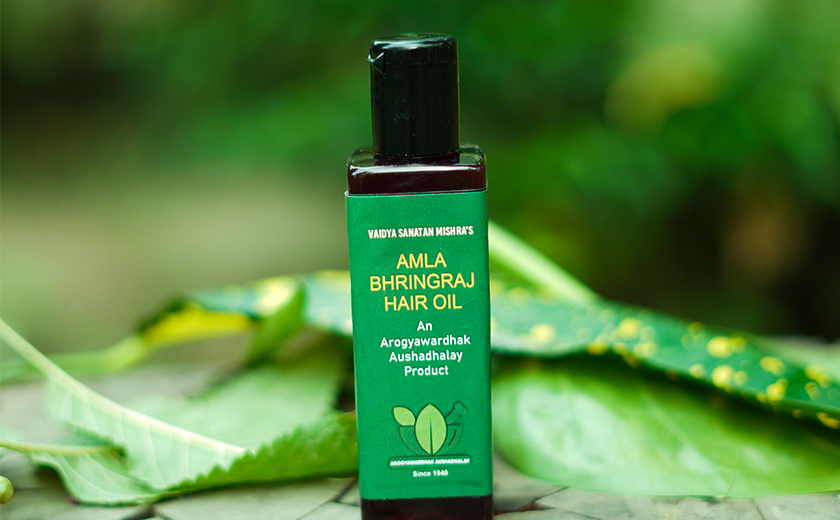 VAIDYA SANATAN MISHRA'S
AMLA
BHRINGRAJ
HAIR OIL
An
Arogyawardhak
Aushadhalay
Product
AROGYAWARDHAK AUSHADHALAY
Since 1940